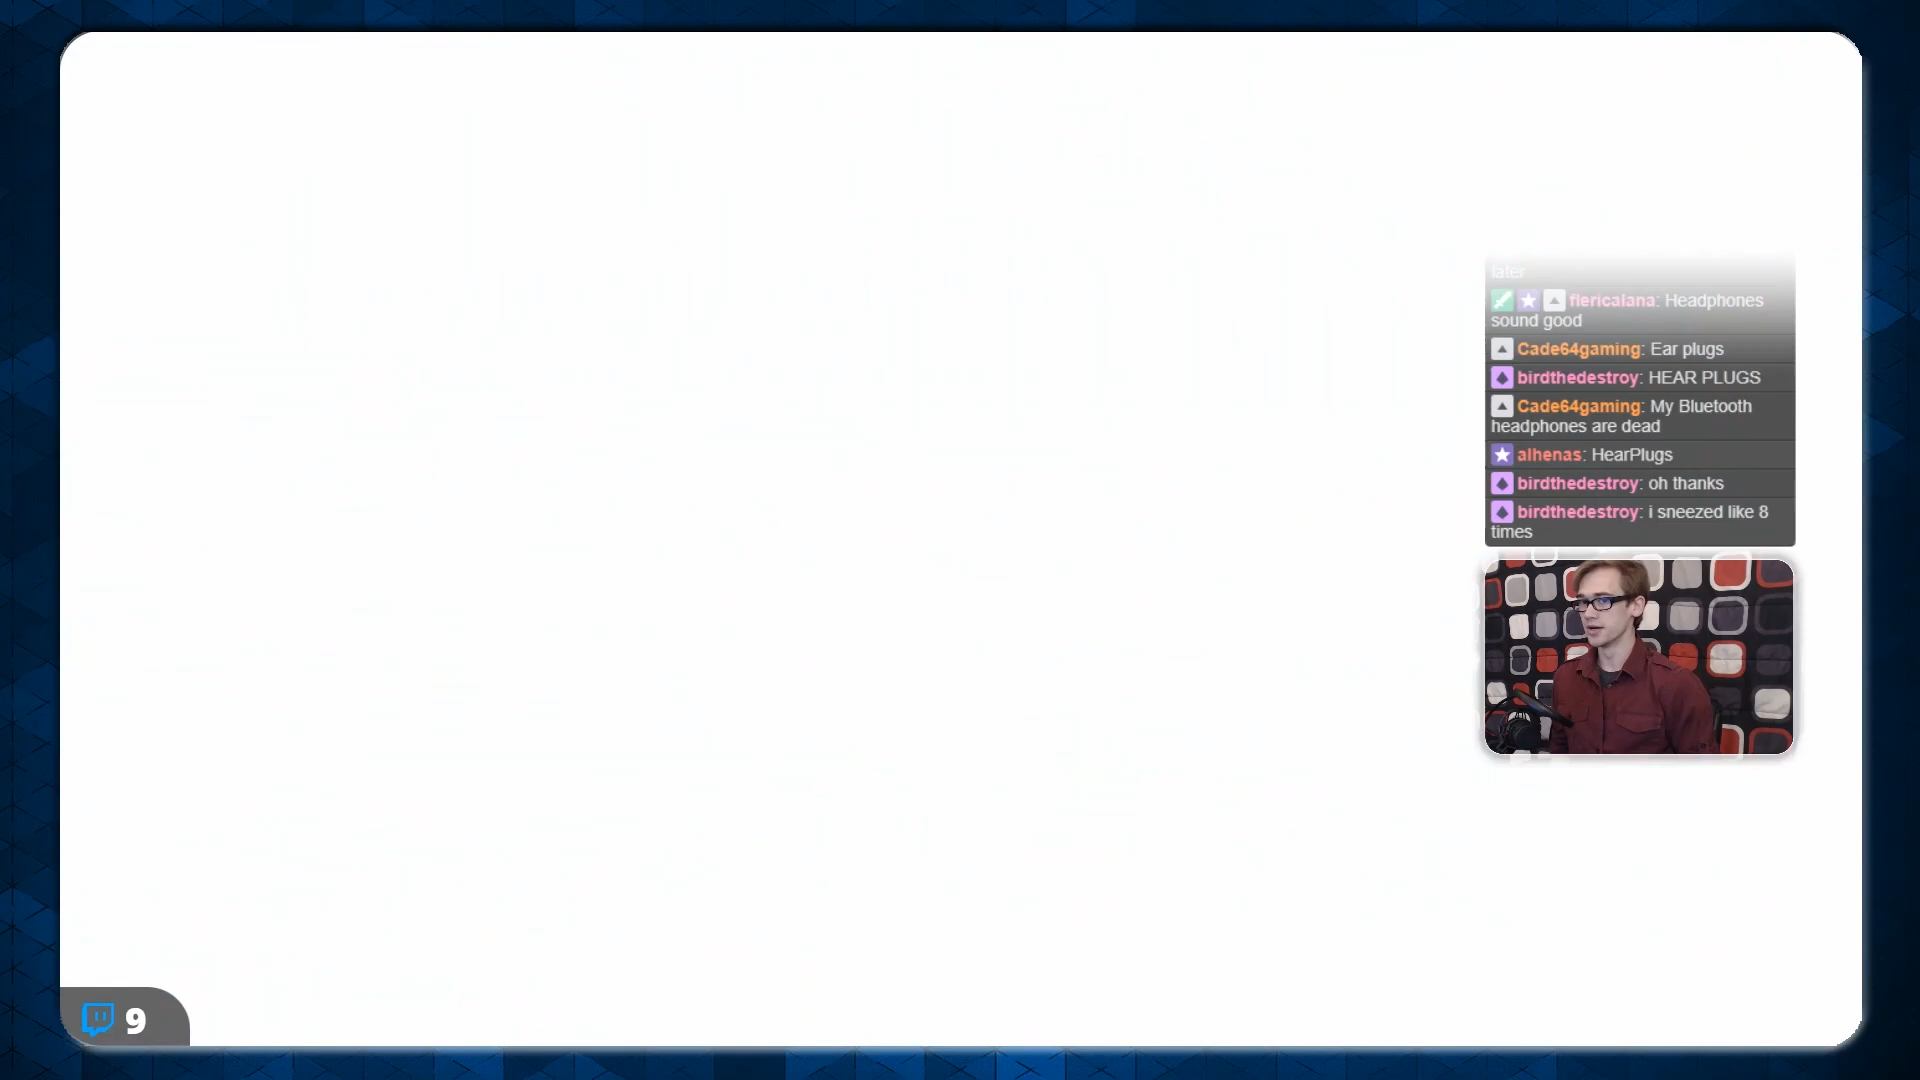 later
flericalana: Headphones
sound good
Cade64gaming: Ear plugs
birdthedestroy: HEAR PLUGS
Cade64gaming: My Bluetooth
headphones are dead
alhenas: HearPlugs
birdthedestroy: oh thanks
birdthedestroy: i sneezed like 8
times
9